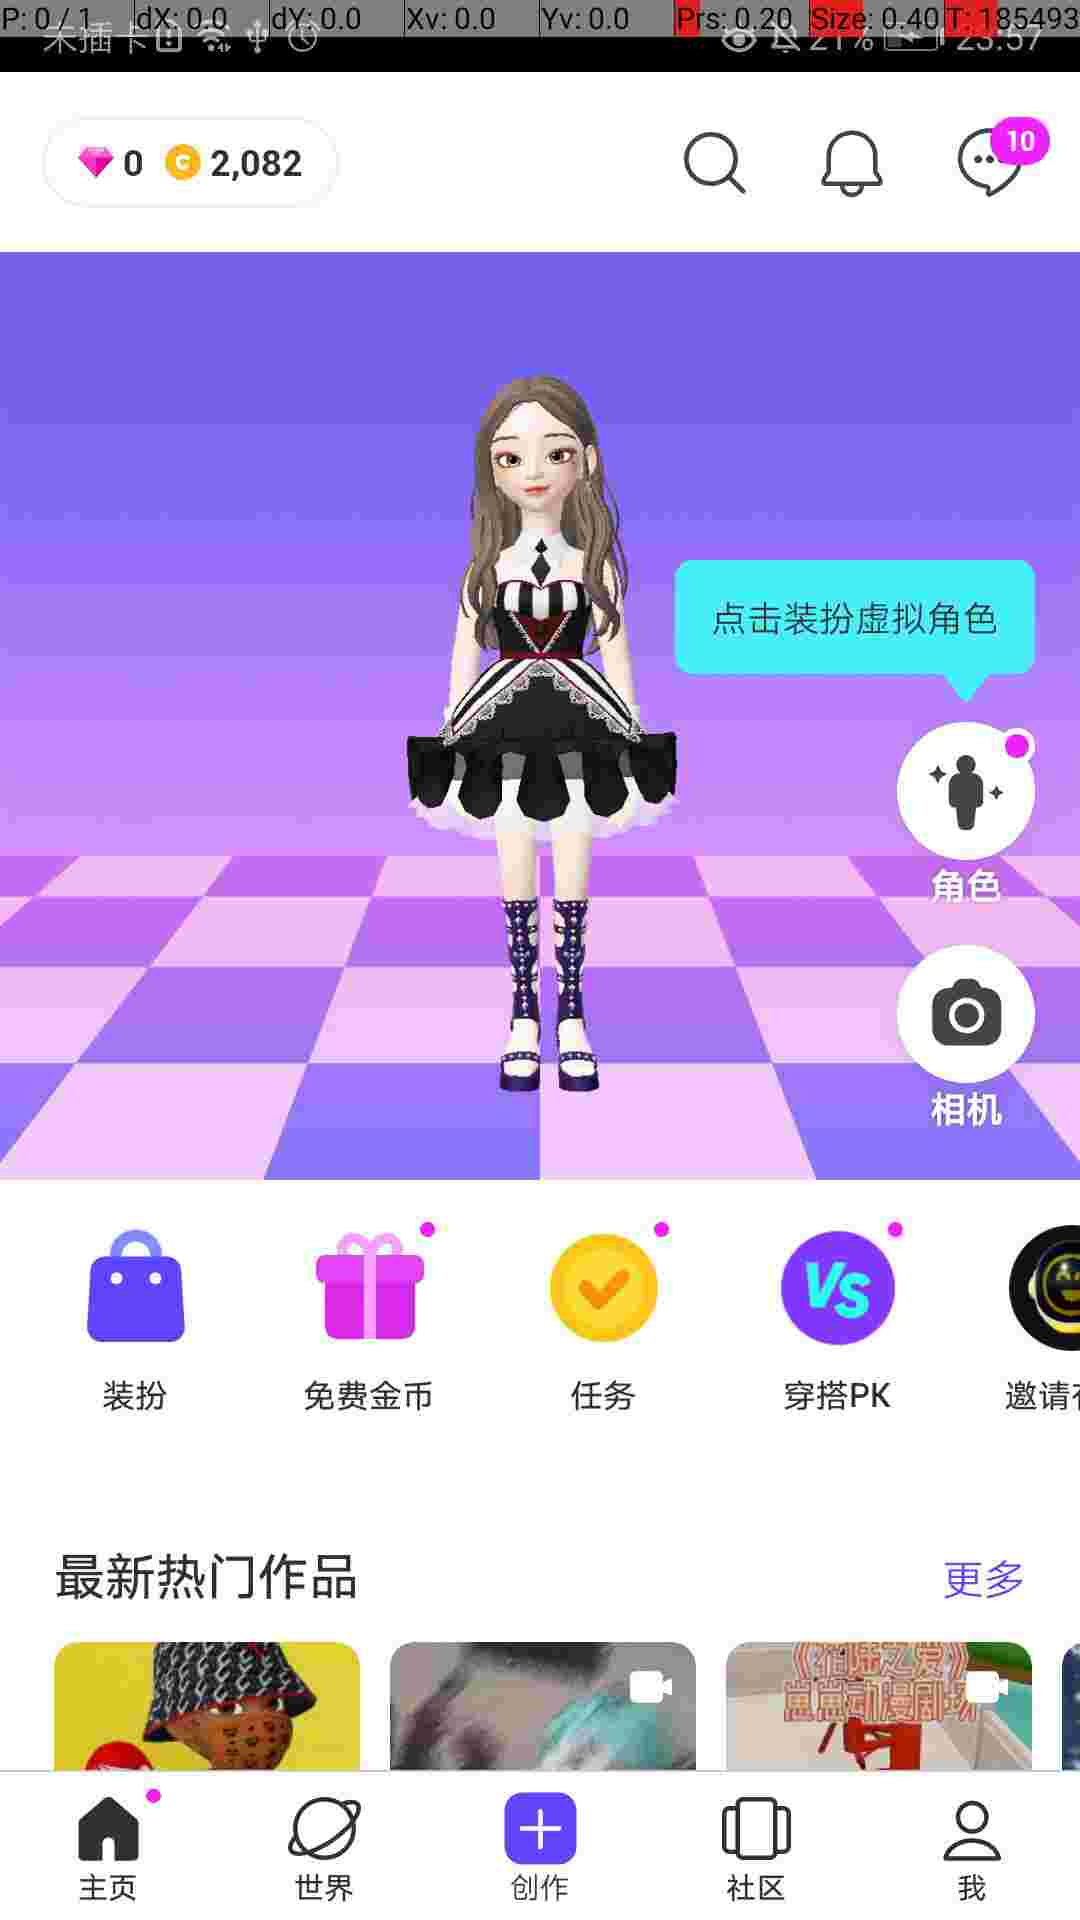 P: 0 / 1 dX: 0.0 dY: 0.0 Xv: 0.0 Yv: 0.0 Prs: 0.20 Size: 0.40 T: 185493
未插卡 21% 23:57
0 2,082
10
点击装扮虚拟角色
角色
相机
VS
装扮 免费金币 任务 穿搭PK 邀请
最新热门作品 更多
主页 世界 创作 社区 我